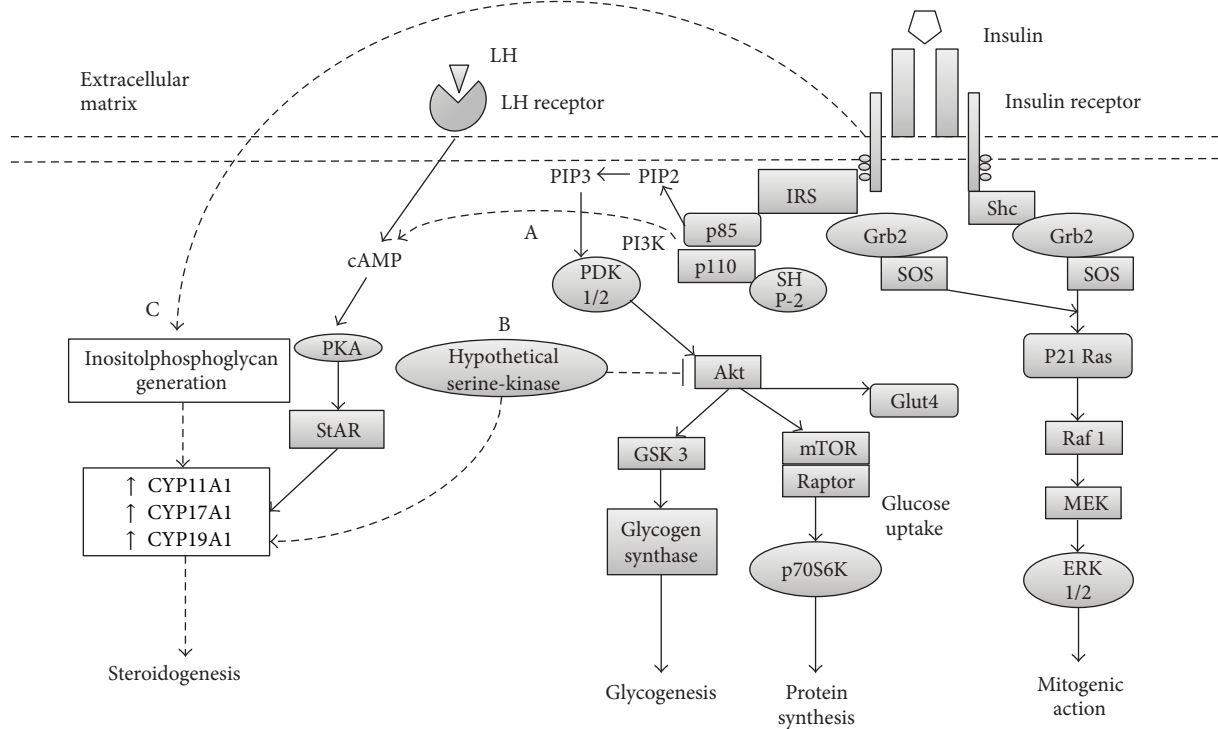 LH
Insulin
Extracellular
matrix
LH receptor
Insulin receptor
PIP3
PIP2
IRS
Shc
A
PI3K
p85
Grb2
Grb2
cAMP
p110
PDK
1/2
SH
P-2
SOS
SOS
C
B
Inositolphosphoglycan
generation
PKA
Hypothetical
serine-kinase
Akt
P21 Ras
Glut4
StAR
GSK 3
mTOR
Raptor
Raf 1
↑ CYP11A1
↑ CYP17A1
↑ CYP19A1
Glucose
uptake
MEK
Glycogen
synthase
p70S6K
ERK
1/2
Steroidogenesis
Glycogenesis
Protein
synthesis
Mitogenic
action